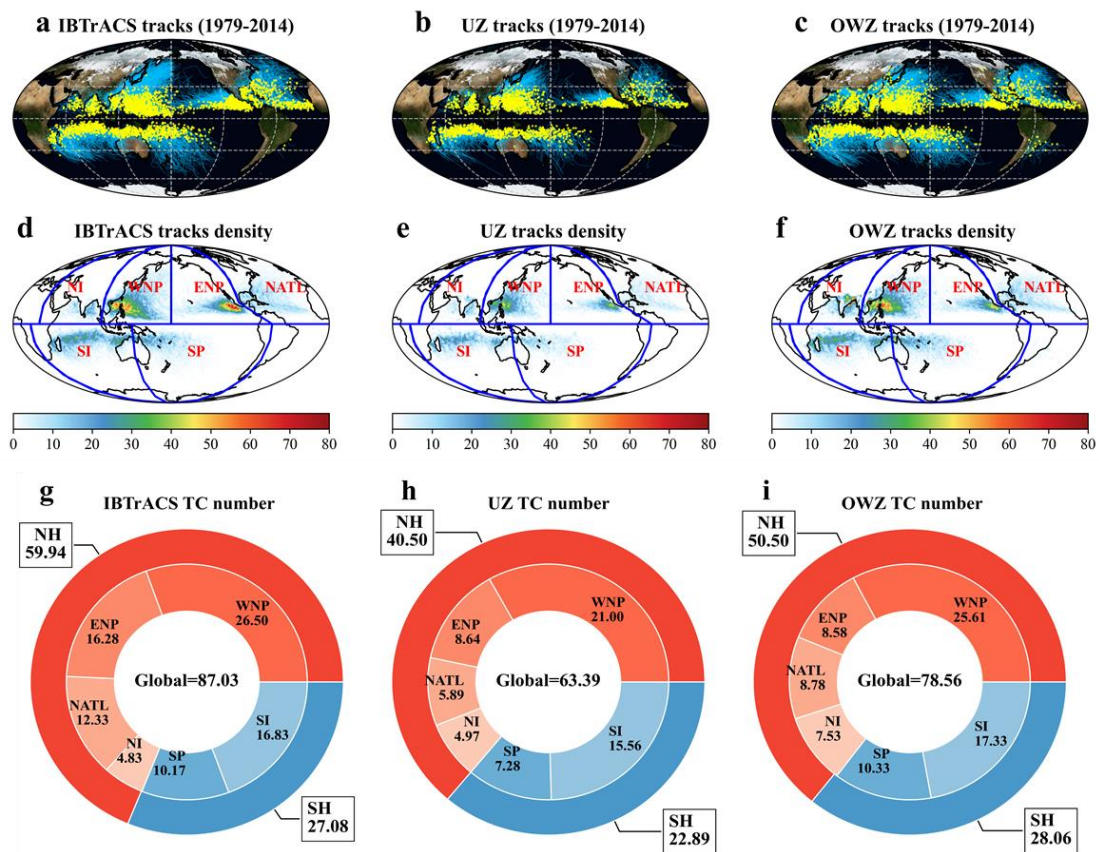 a IBTrACS tracks (1979-2014)
b UZ tracks (1979-2014)
c OWZ tracks (1979-2014)
d IBTrACS tracks density
NI WNP ENP NATL
SI SP
0 10 20 30 40 50 60 70 80
e UZ tracks density
NI WNP ENP NATL
SI SP
0 10 20 30 40 50 60 70 80
f OWZ tracks density
NI WNP ENP NATL
SI SP
0 10 20 30 40 50 60 70 80
g IBTrACS TC number
NH
59.94
WNP
26.50
ENP
16.28
NATL
12.33
NI
4.83
SP
10.17
SI
16.83
Global=87.03
SH
27.08
h UZ TC number
NH
40.50
WNP
21.00
ENP
8.64
NATL
5.89
NI
4.97
SP
7.28
SI
15.56
Global=63.39
SH
22.89
i OWZ TC number
NH
50.50
WNP
25.61
ENP
8.58
NATL
8.78
NI
7.53
SP
10.33
SI
17.33
Global=78.56
SH
28.06